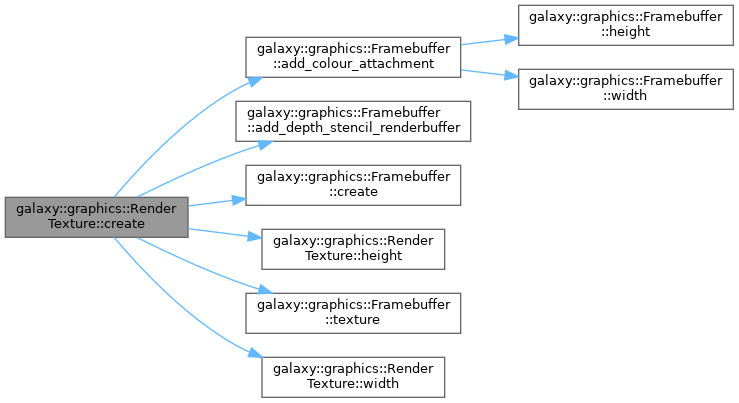 galaxy::graphics::Render
Texture::create
galaxy::graphics::Framebuffer
::add_colour_attachment
galaxy::graphics::Framebuffer
::height
galaxy::graphics::Framebuffer
::width
galaxy::graphics::Framebuffer
::add_depth_stencil_renderbuffer
galaxy::graphics::Framebuffer
::create
galaxy::graphics::Render
Texture::height
galaxy::graphics::Framebuffer
::texture
galaxy::graphics::Render
Texture::width